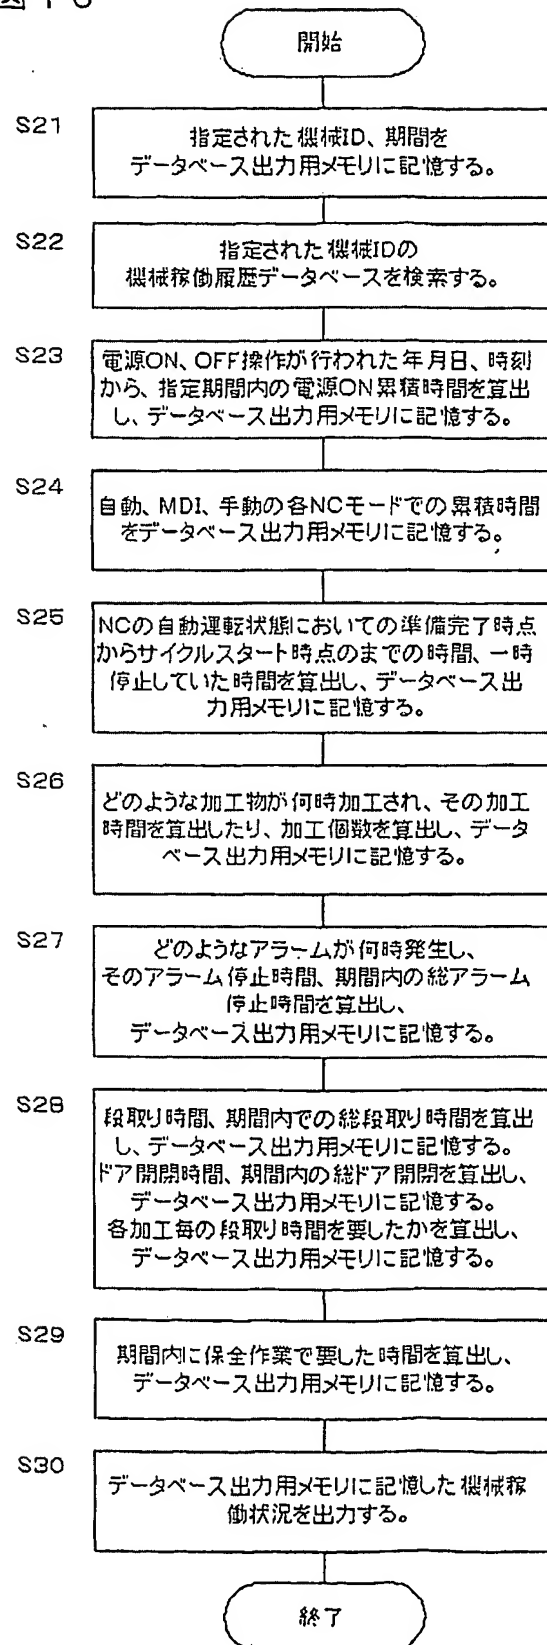 開始
S21
指定された機械ID、期間を
データベース出力用メモリに記憶する。
S22
指定された機械IDの
機械稼働履歴データベースを検索する。
S23
電源ON、OFF操作が行われた年月日、時刻
から、指定期間内の電源ON累積時間を算出
し、データベース出力用メモリに記憶する。
S24
自動、MDI、手動の各NCモードでの累積時間
をデータベース出力用メモリに記憶する。
S25
NCの自動運転状態においての準備完了時点
からサイクルスタート時点のまでの時間、一時
停止していた時間を算出し、データベース出
力用メモリに記憶する。
S26
どのような加工物が何時加工され、その加工
時間を算出したり、加工個数を算出し、データ
ベース出力用メモリに記憶する。
S27
どのようなアラームが何時発生し、
そのアラーム停止時間、期間内の総アラーム
停止時間を算出し、
データベース出力用メモリに記憶する。
S28
段取り時間、期間内での総段取り時間を算出
し、データベース出力用メモリに記憶する。
ドア開閉時間、期間内の総ドア開閉を算出し、
データベース出力用メモリに記憶する。
各加工毎の段取り時間を要したかを算出し、
データベース出力用メモリに記憶する。
S29
期間内に保全作業で要した時間を算出し、
データベース出力用メモリに記憶する。
S30
データベース出力用メモリに記憶した機械稼
働状況を出力する。
終了